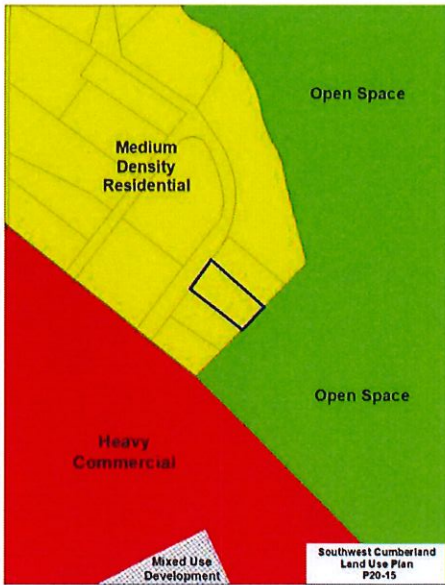 Open Space
Medium
Density
Residential
Open Space
Heavy
Commercial
Mixed Use
Development
Southwest Cumberland
Land Use Plan
P20-15